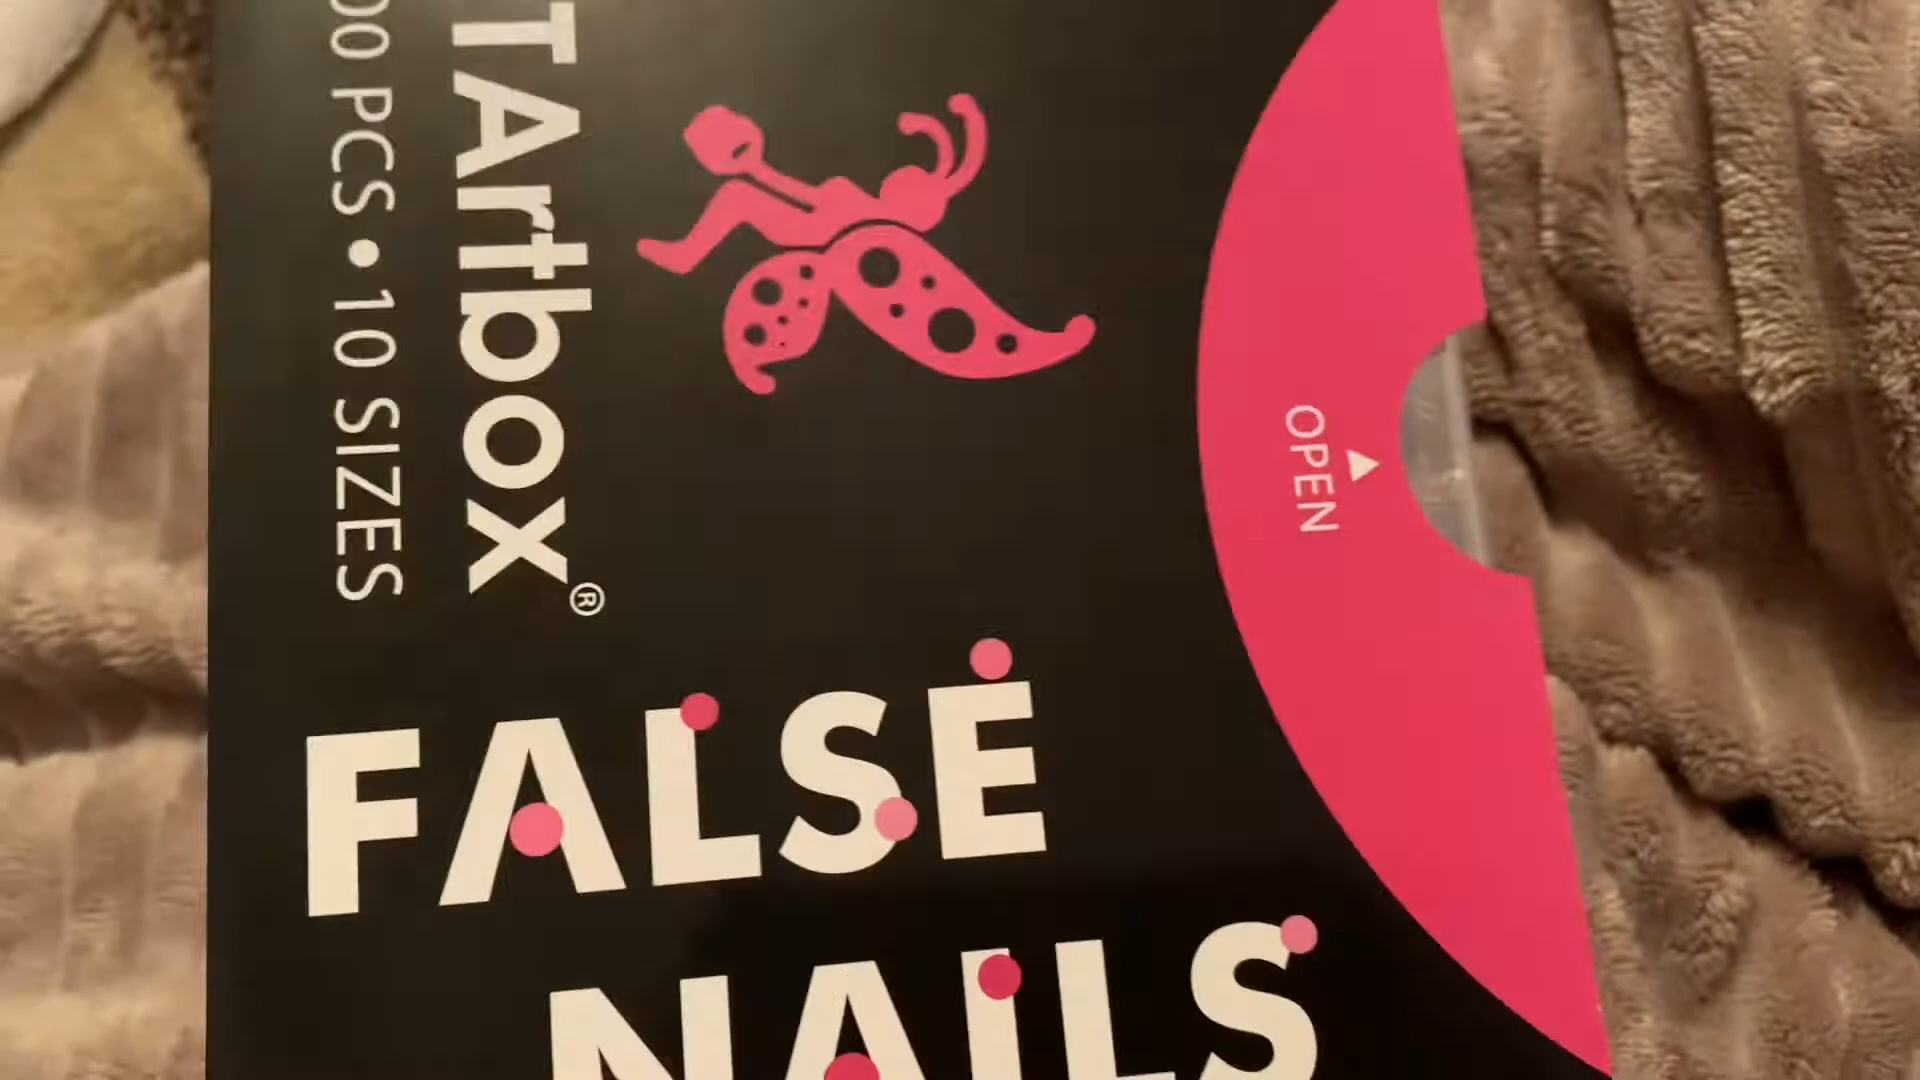 TArtbox®
00 PCS • 10 SIZES
OPEN
FALSE
NAILS